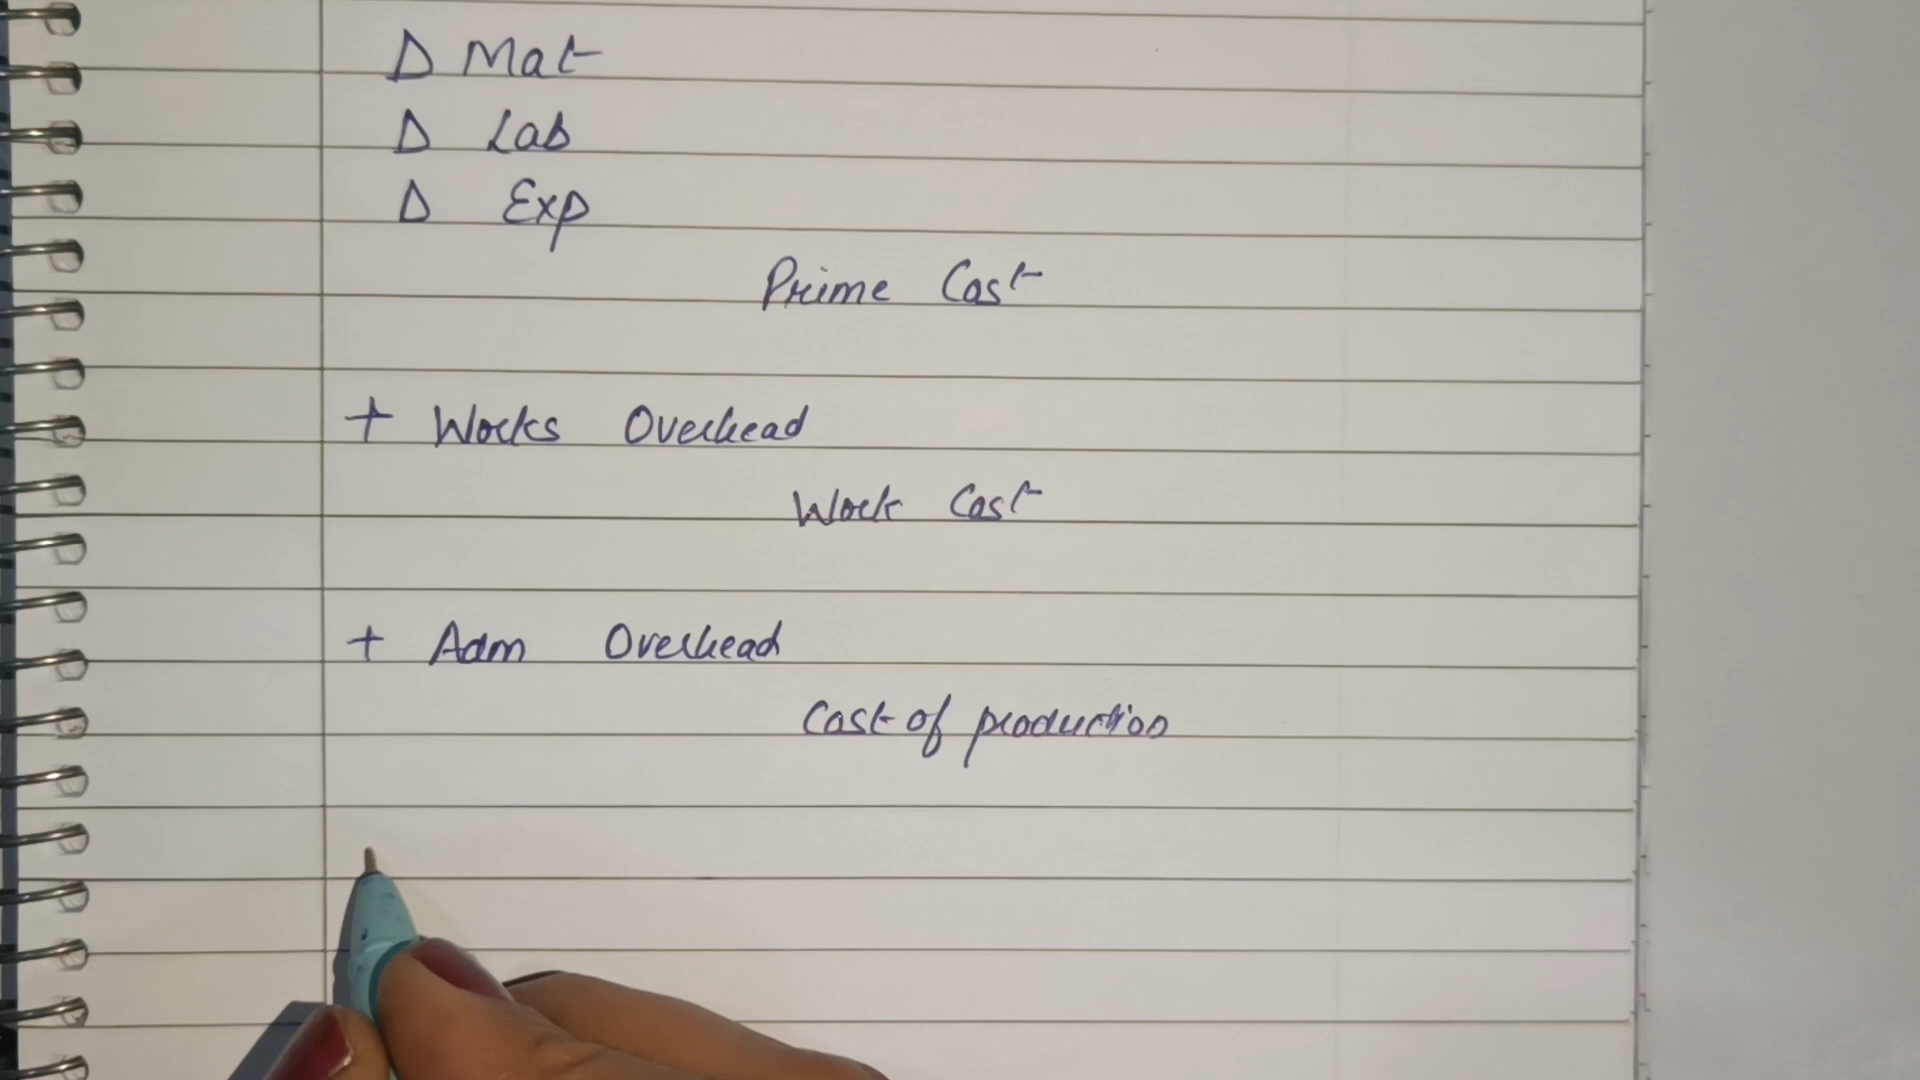 D Mat
D Lab
D Exp
Prime Cost
+ Works Overhead
Work Cost
+ Adm Overhead
Cost of production